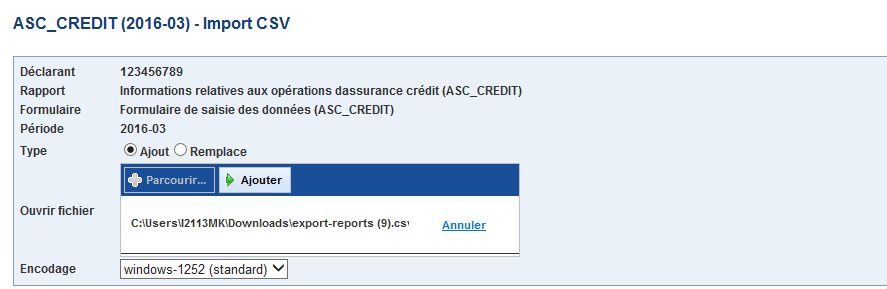 ASC_CREDIT (2016-03) - Import CSV
Déclarant 123456789
Rapport Informations relatives aux opérations dassurance crédit (ASC_CREDIT)
Formulaire Formulaire de saisie des données (ASC_CREDIT)
Période 2016-03
Type Ajout Remplace
Parcourir... Ajouter
Ouvrir fichier C:\Users\I2113MK\Downloads\export-reports (9).csv Annuler
Encodage windows-1252 (standard)